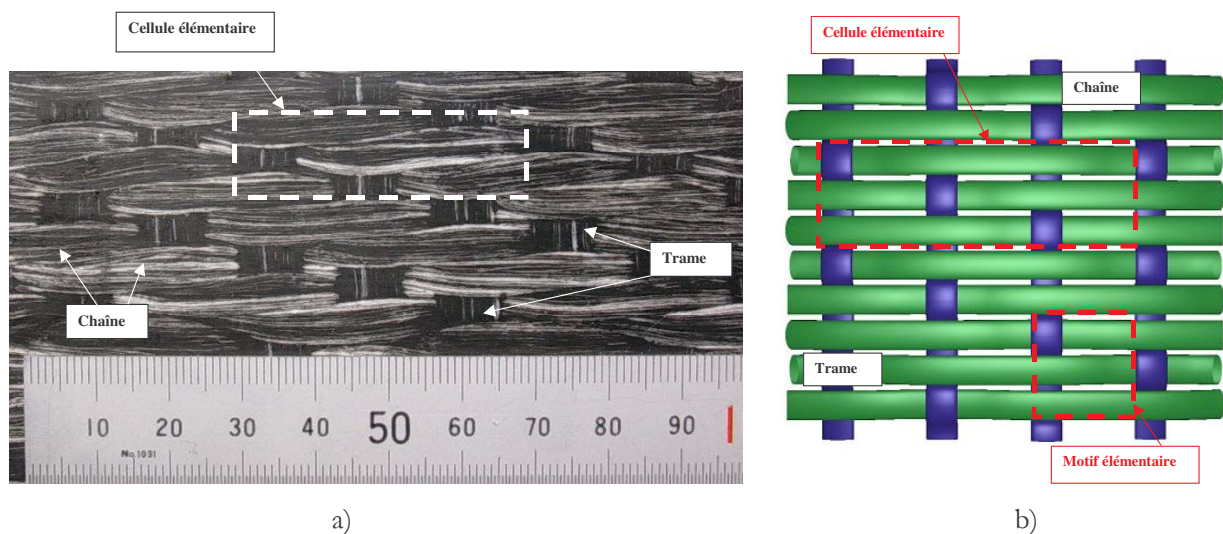 Cellule élémentaire
Cellule élémentaire
Chaîne
Trame
Chaîne
Trame
10 20 30 40 50 60 70 80 90
No.1031
Motif élémentaire
a)
b)